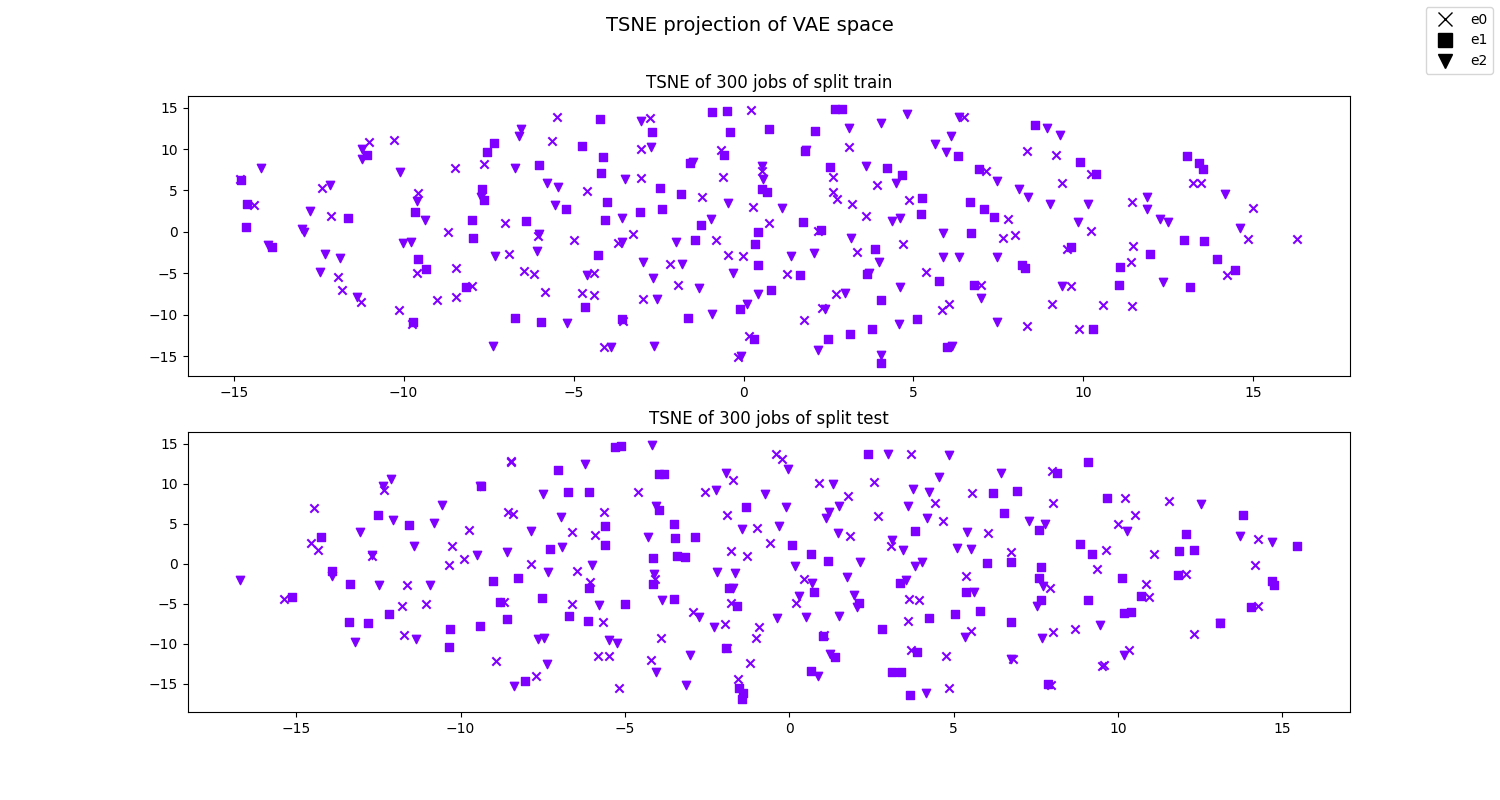 TSNE projection of VAE space
e0
e1
e2
TSNE of 300 jobs of split train
15
10
5
0
−5
−10
−15
−15 −10 −5 0 5 10 15
TSNE of 300 jobs of split test
15
10
5
0
−5
−10
−15
−15 −10 −5 0 5 10 15